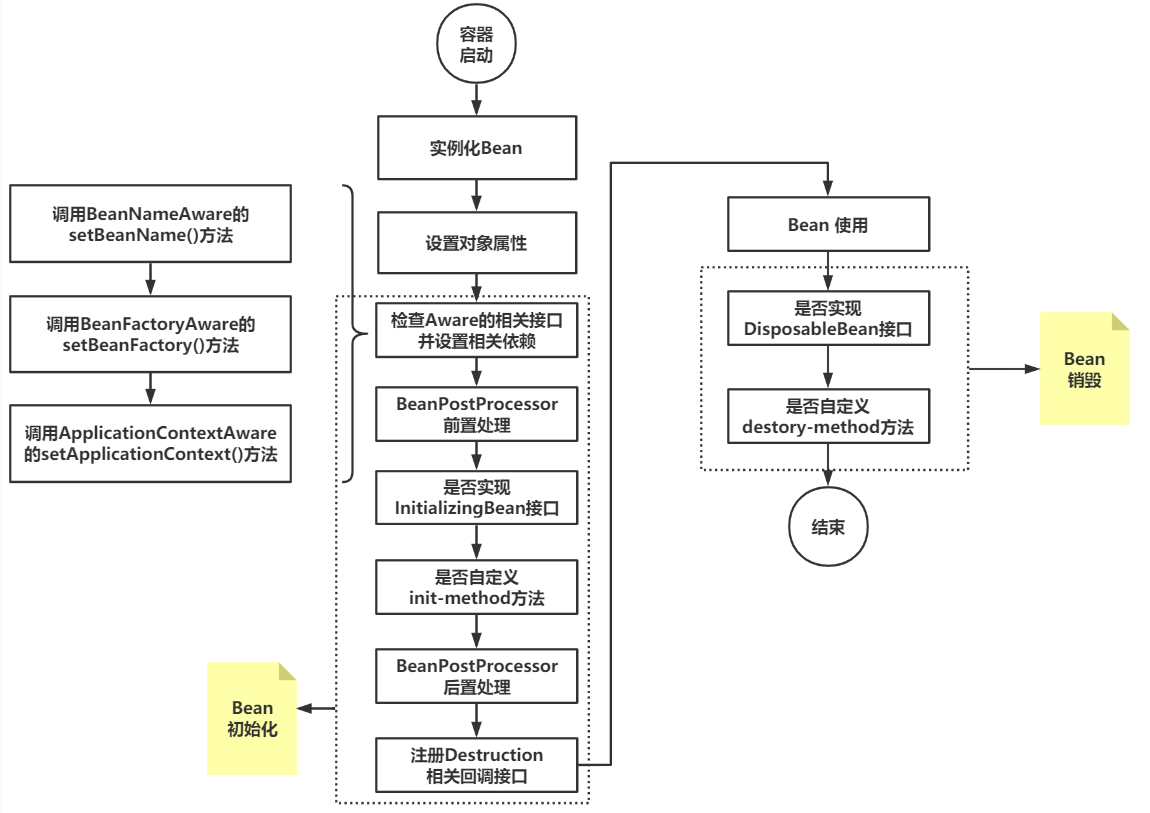 容器
启动
实例化Bean
设置对象属性
检查Aware的相关接口
并设置相关依赖
调用BeanNameAware的
setBeanName()方法
调用BeanFactoryAware的
setBeanFactory()方法
调用ApplicationContextAware
的setApplicationContext()方法
BeanPostProcessor
前置处理
是否实现
InitializingBean接口
是否自定义
init-method方法
BeanPostProcessor
后置处理
注册Destruction
相关回调接口
Bean
初始化
Bean 使用
是否实现
DisposableBean接口
是否自定义
destory-method方法
Bean
销毁
结束